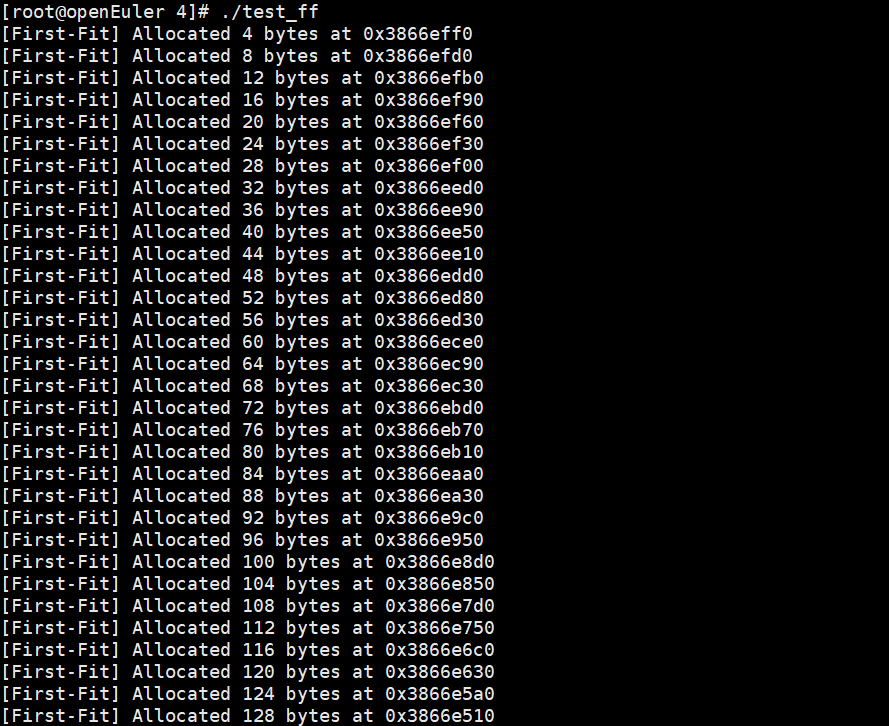 [root@openEuler 4]# ./test_ff
[First-Fit] Allocated 4 bytes at 0x3866eff0
[First-Fit] Allocated 8 bytes at 0x3866efd0
[First-Fit] Allocated 12 bytes at 0x3866efb0
[First-Fit] Allocated 16 bytes at 0x3866ef90
[First-Fit] Allocated 20 bytes at 0x3866ef60
[First-Fit] Allocated 24 bytes at 0x3866ef30
[First-Fit] Allocated 28 bytes at 0x3866ef00
[First-Fit] Allocated 32 bytes at 0x3866eed0
[First-Fit] Allocated 36 bytes at 0x3866ee90
[First-Fit] Allocated 40 bytes at 0x3866ee50
[First-Fit] Allocated 44 bytes at 0x3866ee10
[First-Fit] Allocated 48 bytes at 0x3866edd0
[First-Fit] Allocated 52 bytes at 0x3866ed80
[First-Fit] Allocated 56 bytes at 0x3866ed30
[First-Fit] Allocated 60 bytes at 0x3866ece0
[First-Fit] Allocated 64 bytes at 0x3866ec90
[First-Fit] Allocated 68 bytes at 0x3866ec30
[First-Fit] Allocated 72 bytes at 0x3866ebd0
[First-Fit] Allocated 76 bytes at 0x3866eb70
[First-Fit] Allocated 80 bytes at 0x3866eb10
[First-Fit] Allocated 84 bytes at 0x3866eaa0
[First-Fit] Allocated 88 bytes at 0x3866ea30
[First-Fit] Allocated 92 bytes at 0x3866e9c0
[First-Fit] Allocated 96 bytes at 0x3866e950
[First-Fit] Allocated 100 bytes at 0x3866e8d0
[First-Fit] Allocated 104 bytes at 0x3866e850
[First-Fit] Allocated 108 bytes at 0x3866e7d0
[First-Fit] Allocated 112 bytes at 0x3866e750
[First-Fit] Allocated 116 bytes at 0x3866e6c0
[First-Fit] Allocated 120 bytes at 0x3866e630
[First-Fit] Allocated 124 bytes at 0x3866e5a0
[First-Fit] Allocated 128 bytes at 0x3866e510